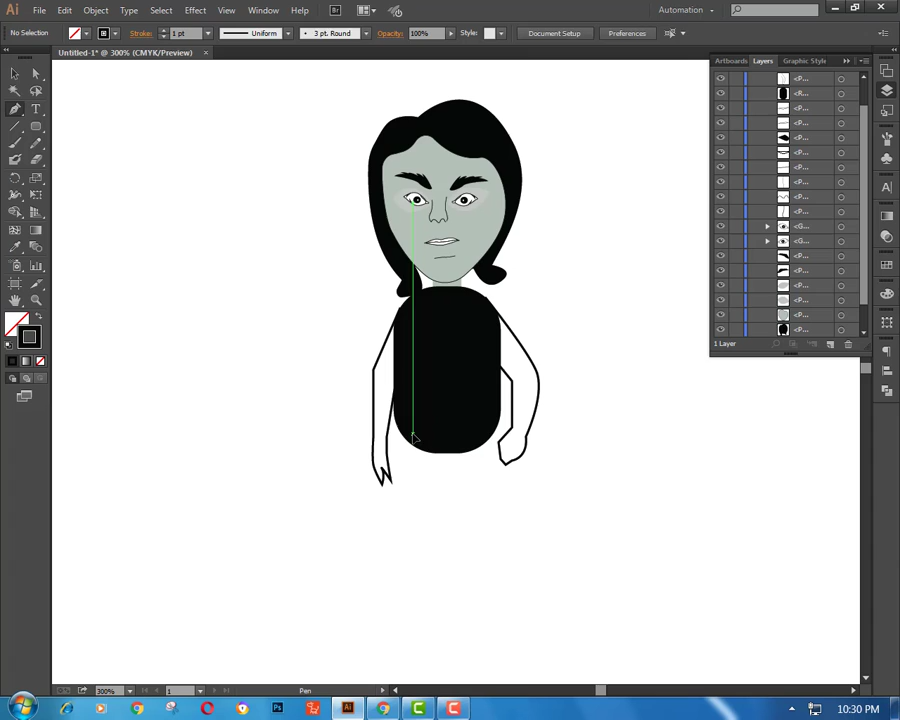 Ai File Edit Object Type Select Effect View Window Help Br Automation
No Selection Stroke: 1 pt Uniform 3 pt. Round Opacity: 100% Style: Document Setup Preferences
Untitled-1* @ 300% (CMYK/Preview) ×
Artboards Layers Graphic Style
<P...
<R...
<P...
<P...
<P...
<P...
<P...
<P...
<P...
<P...
<G...
<G...
<P...
<P...
<P...
<P...
<P...
<P...
1 Layer
300% 1 Pen
Ps Ai 10:30 PM